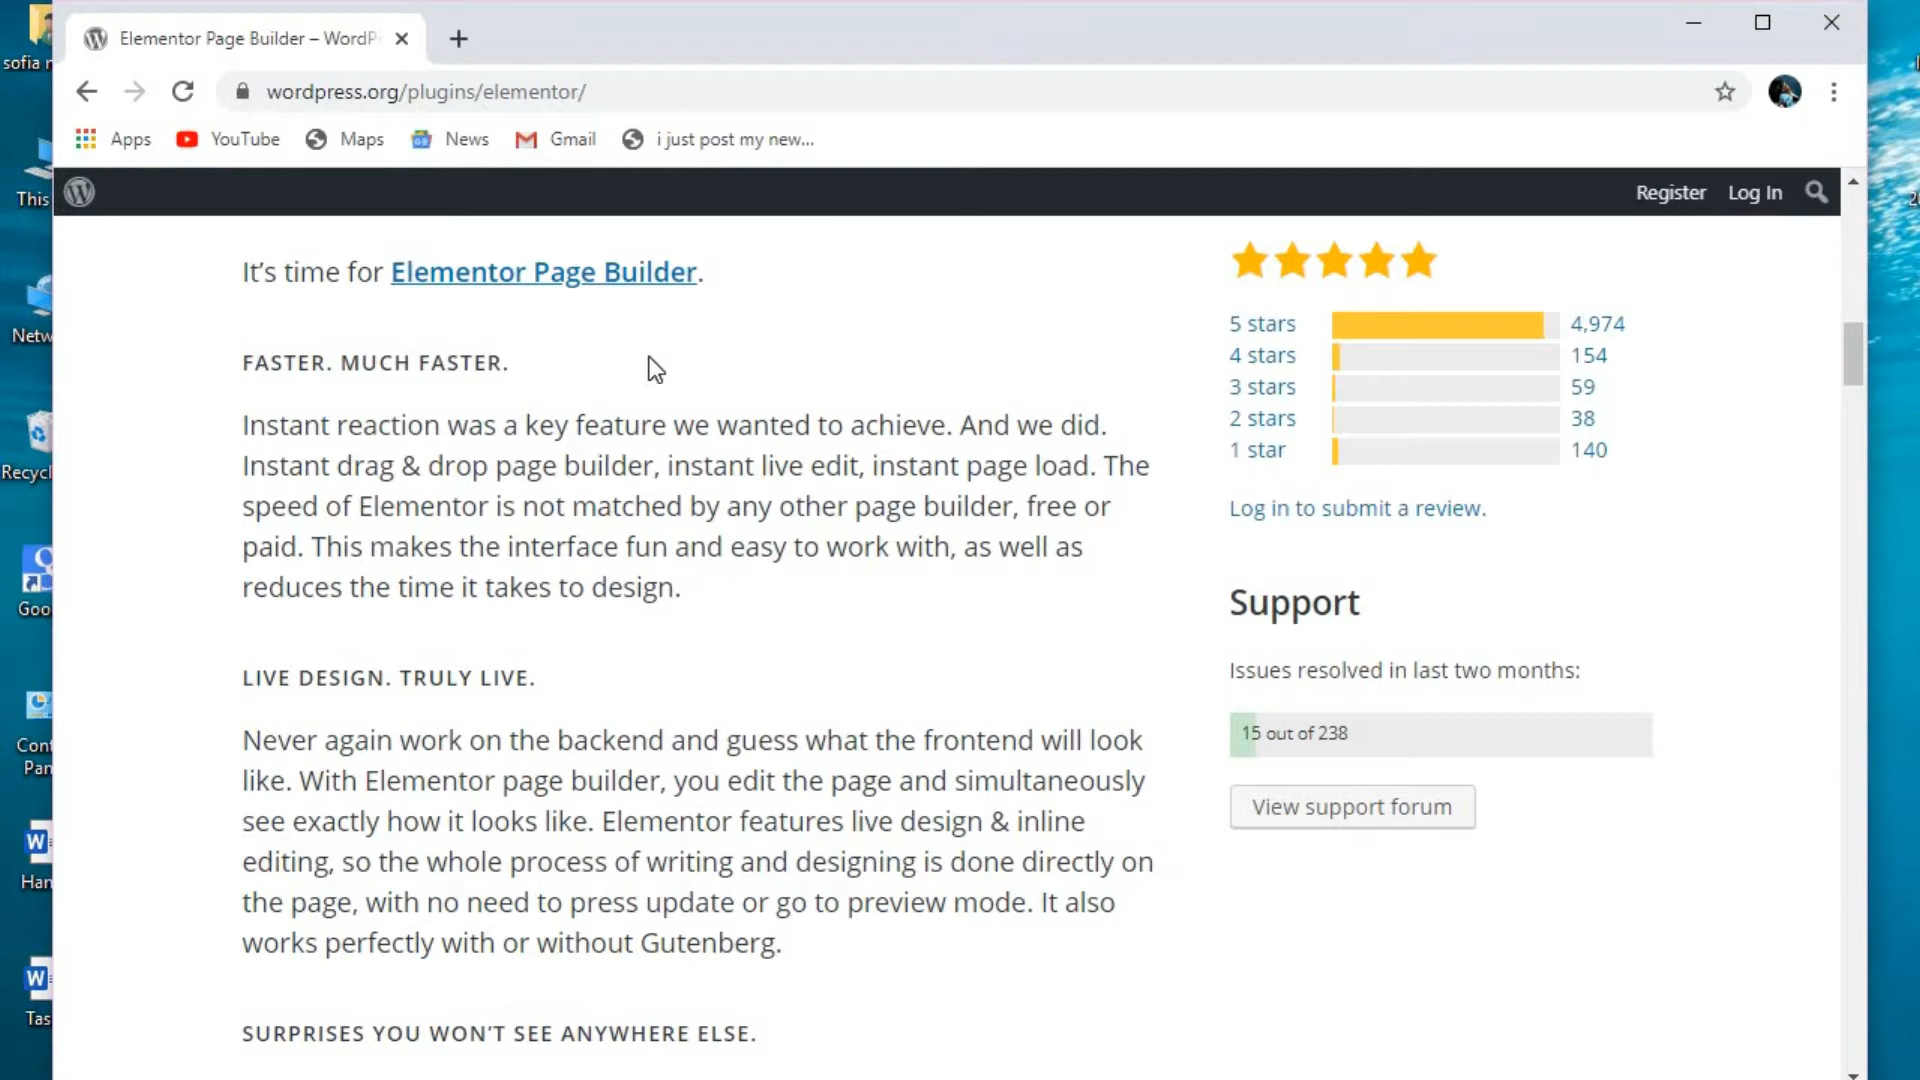 sofia
Elementor Page Builder – WordP
wordpress.org/plugins/elementor/
Apps
YouTube
Maps
News
Gmail
i just post my new...
Register
Log In
This
Netw
Recycl
Goo
Cont
Pan
Han
Tas
It's time for Elementor Page Builder.
FASTER. MUCH FASTER.
Instant reaction was a key feature we wanted to achieve. And we did.
Instant drag & drop page builder, instant live edit, instant page load. The
speed of Elementor is not matched by any other page builder, free or
paid. This makes the interface fun and easy to work with, as well as
reduces the time it takes to design.
LIVE DESIGN. TRULY LIVE.
Never again work on the backend and guess what the frontend will look
like. With Elementor page builder, you edit the page and simultaneously
see exactly how it looks like. Elementor features live design & inline
editing, so the whole process of writing and designing is done directly on
the page, with no need to press update or go to preview mode. It also
works perfectly with or without Gutenberg.
SURPRISES YOU WON'T SEE ANYWHERE ELSE.
5 stars 4,974
4 stars 154
3 stars 59
2 stars 38
1 star 140
Log in to submit a review.
Support
Issues resolved in last two months:
15 out of 238
View support forum